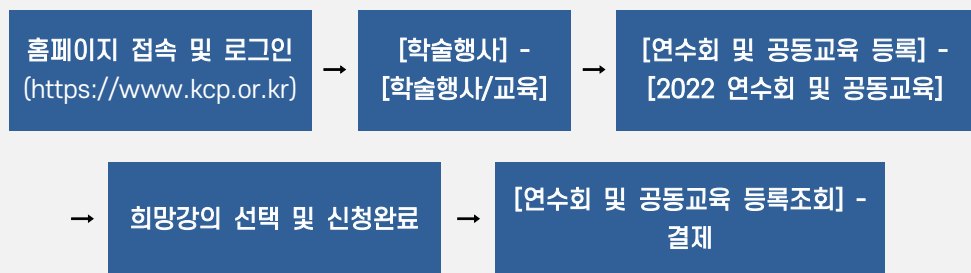 홈페이지 접속 및 로그인
(https://www.kcp.or.kr)
→
[학술행사] -
[학술행사/교육]
→
[연수회 및 공동교육 등록] -
[2022 연수회 및 공동교육]
→
희망강의 선택 및 신청완료
→
[연수회 및 공동교육 등록조회] -
결제